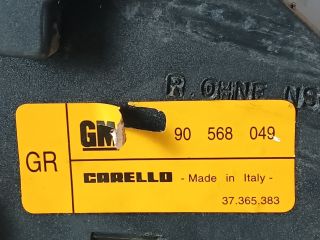 R. OHNE NS
GM 90 568 049
GR
CARELLO - Made in Italy -
37.365.383